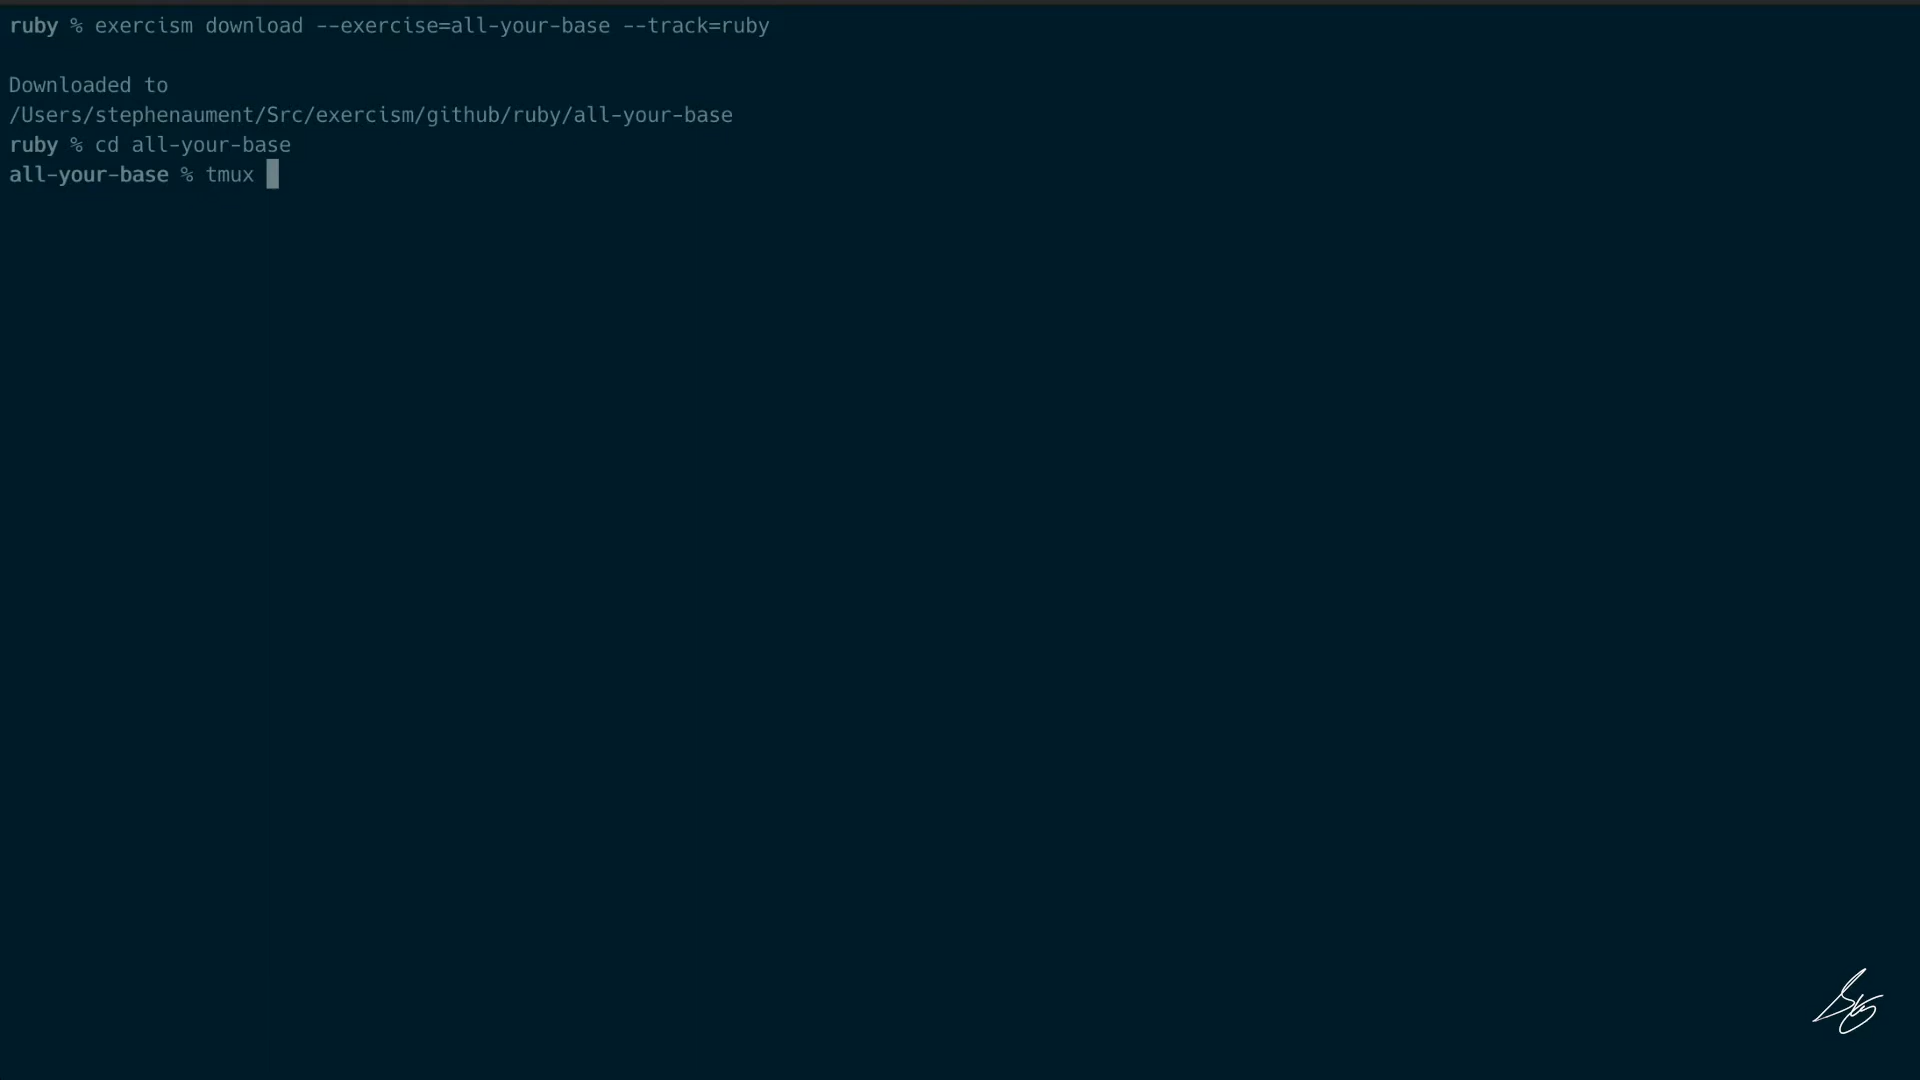 ruby % exercism download --exercise=all-your-base --track=ruby
Downloaded to
/Users/stephenaument/Src/exercism/github/ruby/all-your-base
ruby % cd all-your-base
all-your-base % tmux